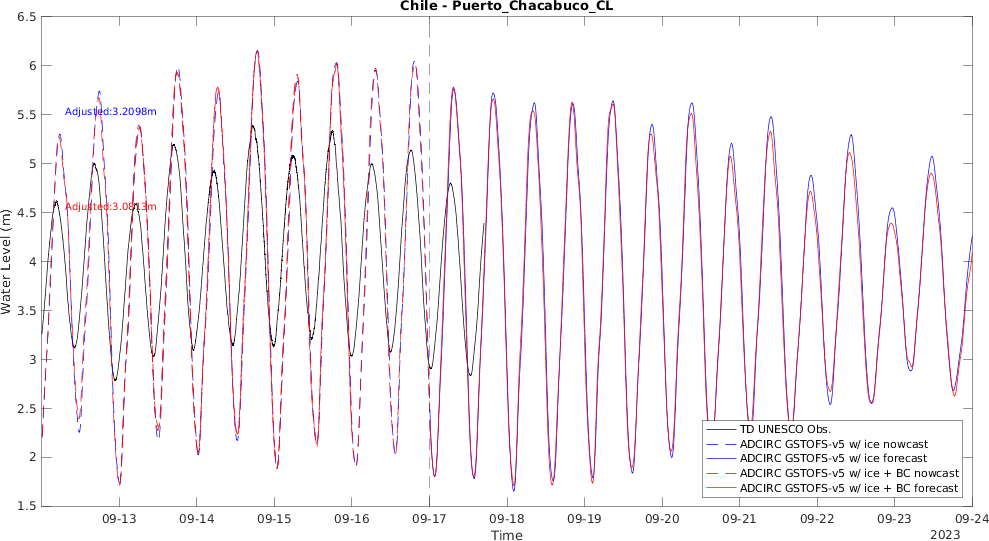 Chile - Puerto_Chacabuco_CL
6.5
6
5.5
5
4.5
4
3.5
3
2.5
2
1.5
Water Level (m)
Adjusted:3.2098m
Adjusted:3.0813m
TD UNESCO Obs.
ADCIRC GSTOFS-v5 w/ ice nowcast
ADCIRC GSTOFS-v5 w/ ice forecast
ADCIRC GSTOFS-v5 w/ ice + BC nowcast
ADCIRC GSTOFS-v5 w/ ice + BC forecast
09-13 09-14 09-15 09-16 09-17 09-18 09-19 09-20 09-21 09-22 09-23 09-24
Time
2023